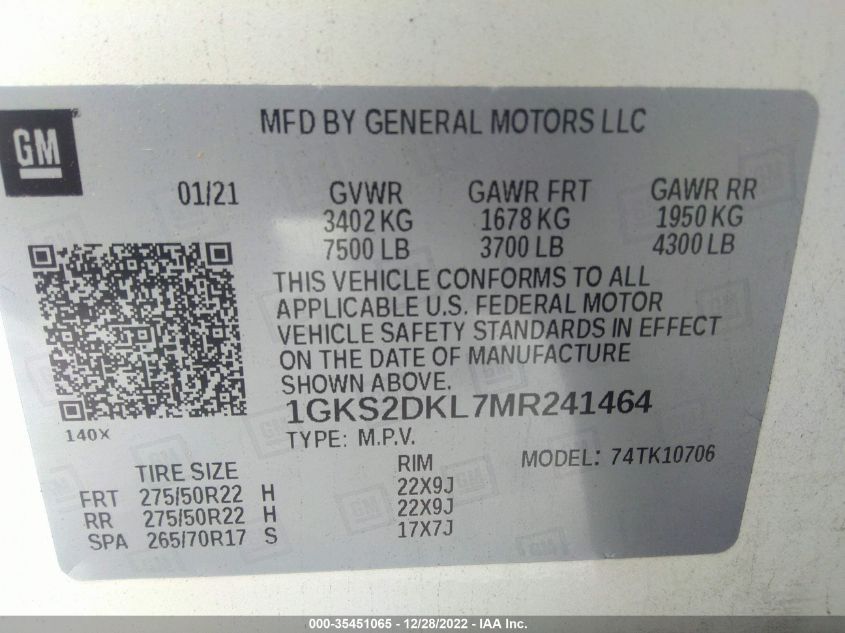 GM
MFD BY GENERAL MOTORS LLC
01/21 GVWR GAWR FRT GAWR RR
3402 KG 1678 KG 1950 KG
7500 LB 3700 LB 4300 LB
THIS VEHICLE CONFORMS TO ALL
APPLICABLE U.S. FEDERAL MOTOR
VEHICLE SAFETY STANDARDS IN EFFECT
ON THE DATE OF MANUFACTURE
SHOWN ABOVE.
1GKS2DKL7MR241464
140X
TYPE: M.P.V. MODEL: 74TK10706
TIRE SIZE RIM
FRT 275/50R22 H 22X9J
RR 275/50R22 H 22X9J
SPA 265/70R17 S 17X7J
000-35451065 - 12/28/2022 - IAA Inc.